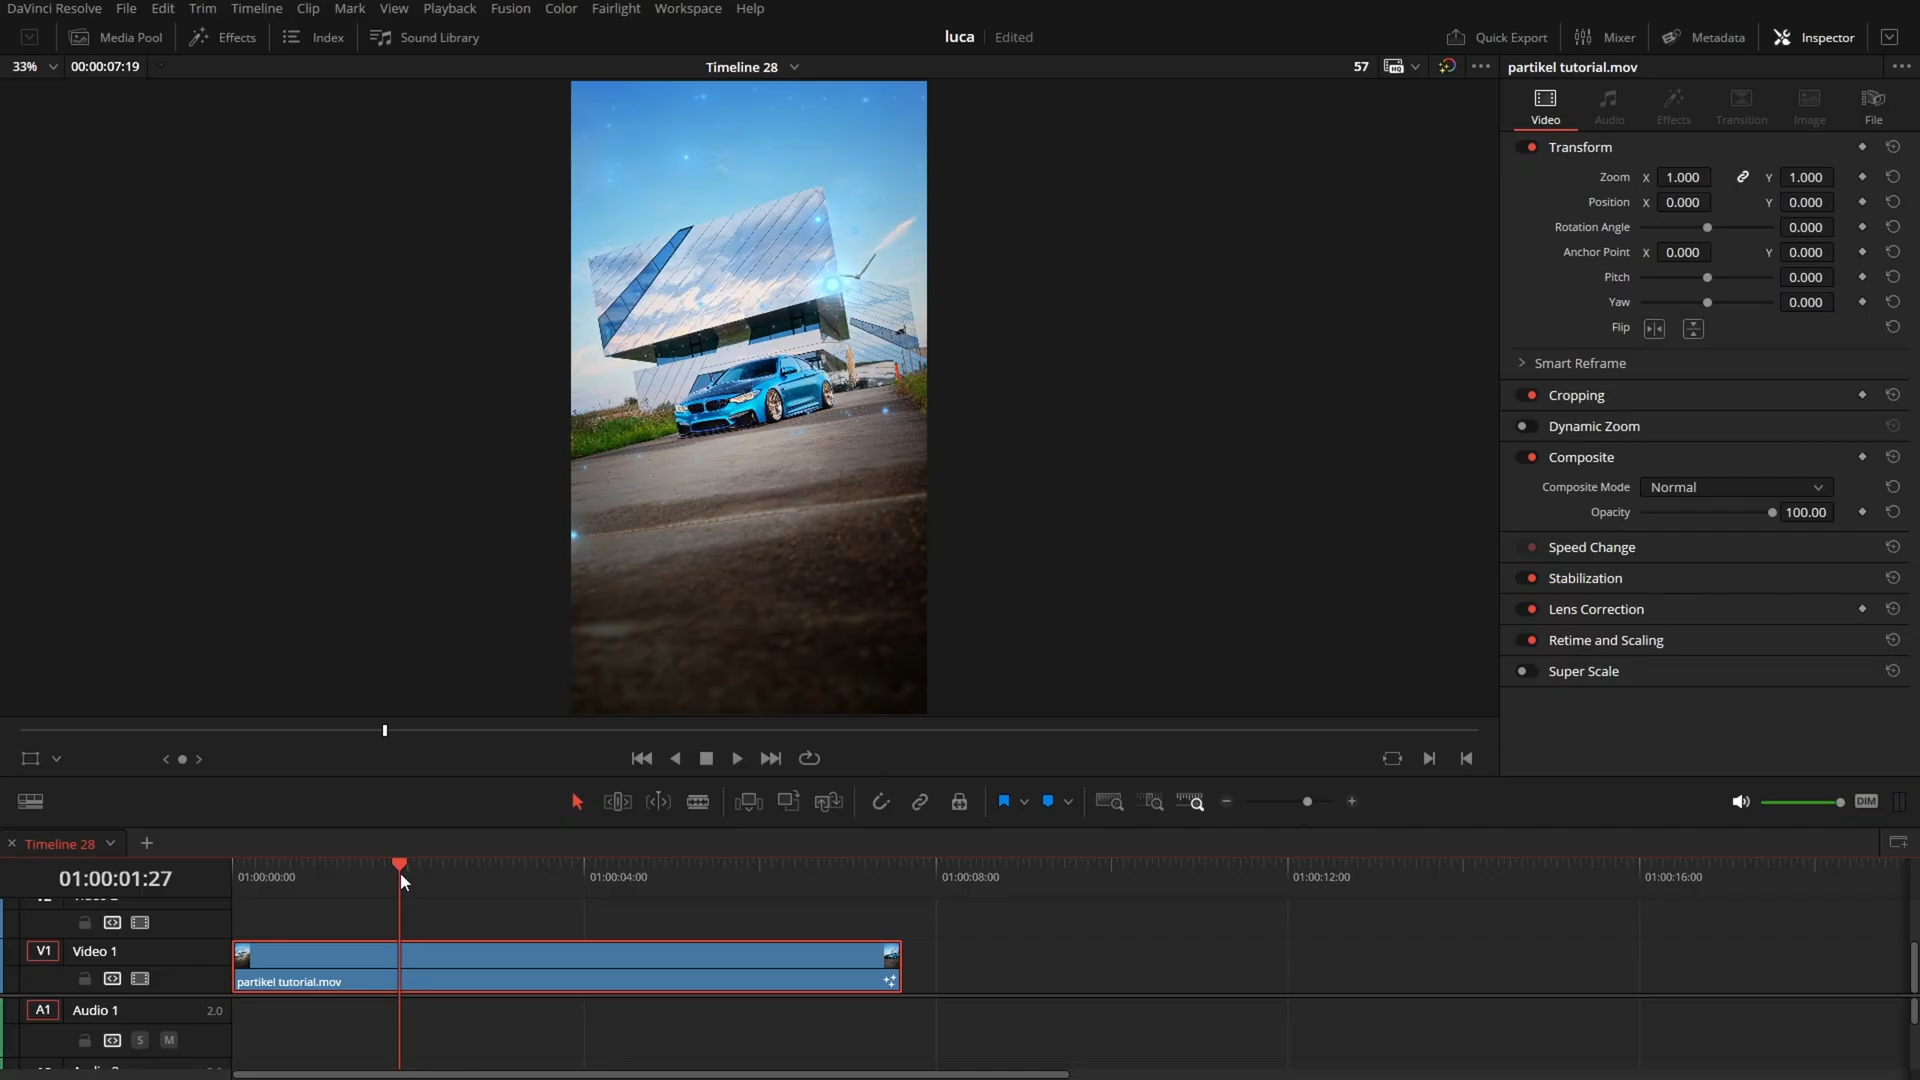 DaVinci Resolve File Edit Trim Timeline Clip Mark View Playback Fusion Color Fairlight Workspace Help
Media Pool Effects Index Sound Library luca Edited Quick Export Mixer Metadata Inspector
33% 00:00:07:19 Timeline 28 57 partikel tutorial.mov
Video Audio Effects Transition Image File
Transform
Zoom X 1.000 Y 1.000
Position X 0.000 Y 0.000
Rotation Angle 0.000
Anchor Point X 0.000 Y 0.000
Pitch 0.000
Yaw 0.000
Flip
Smart Reframe
Cropping
Dynamic Zoom
Composite
Composite Mode Normal
Opacity 100.00
Speed Change
Stabilization
Lens Correction
Retime and Scaling
Super Scale
DIM
Timeline 28
01:00:01:27 01:00:00:00 01:00:04:00 01:00:08:00 01:00:12:00 01:00:16:00
V1 Video 1
partikel tutorial.mov
A1 Audio 1 2.0
S M